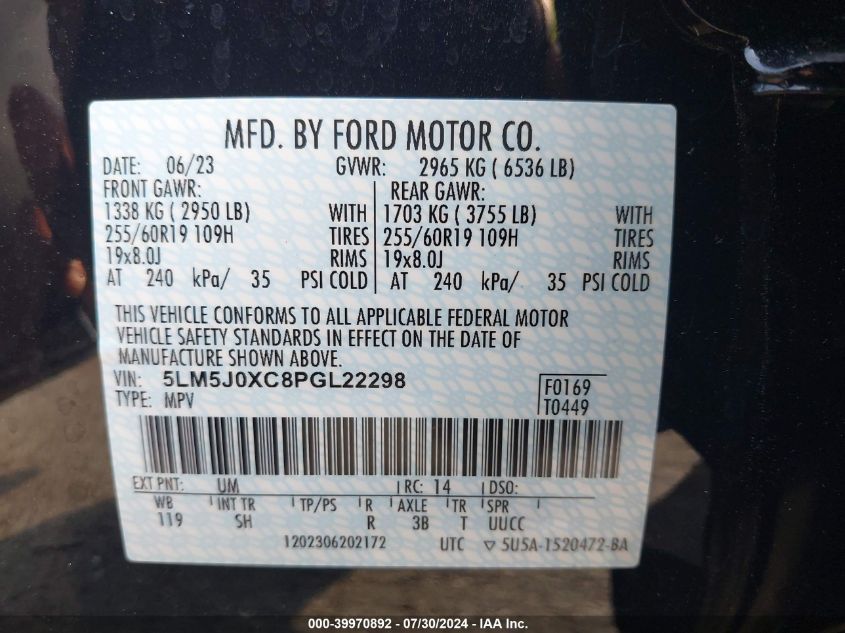 MFD. BY FORD MOTOR CO.
DATE: 06/23 GVWR: 2965 KG ( 6536 LB)
FRONT GAWR: REAR GAWR:
1338 KG ( 2950 LB) WITH 1703 KG ( 3755 LB) WITH
255/60R19 109H TIRES 255/60R19 109H TIRES
19x8.0J RIMS 19x8.0J RIMS
AT 240 kPa/ 35 PSI COLD AT 240 kPa/ 35 PSI COLD
THIS VEHICLE CONFORMS TO ALL APPLICABLE FEDERAL MOTOR
VEHICLE SAFETY STANDARDS IN EFFECT ON THE DATE OF
MANUFACTURE SHOWN ABOVE.
VIN: 5LM5J0XC8PGL22298 F0169
TYPE: MPV T0449
EXT PNT: UM RC: 14 DSO:
WB INT TR TP/PS R AXLE TR SPR
119 SH R 3B T UUCC
1202306202172 UTC ▽ 5U5A-1520472-BA
000-39970892 / 07/30/2024 - IAA Inc.